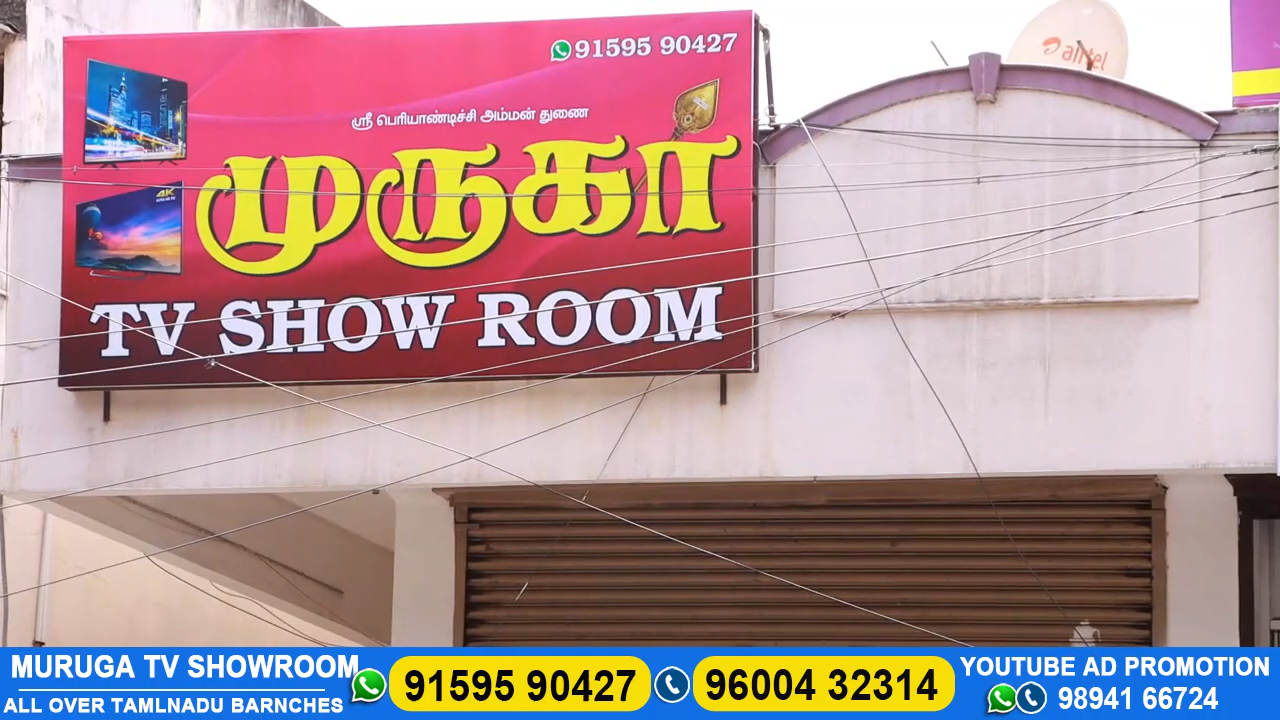 91595 90427
ஸ்ரீ பெரியாண்டிச்சி அம்மன் துணை
முருகா
4K
TV SHOW ROOM
airtel
MURUGA TV SHOWROOM
ALL OVER TAMLNADU BARNCHES
91595 90427
96004 32314
YOUTUBE AD PROMOTION
98941 66724